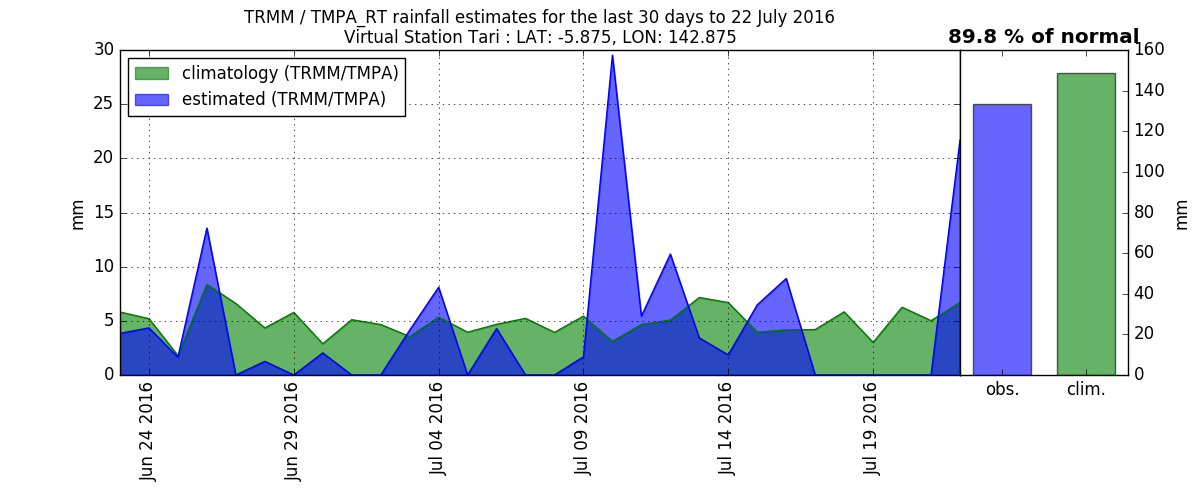 TRMM / TMPA_RT rainfall estimates for the last 30 days to 22 July 2016
Virtual Station Tari : LAT: -5.875, LON: 142.875
89.8 % of normal
climatology (TRMM/TMPA)
estimated (TRMM/TMPA)
30
25
20
15
10
5
0
mm
Jun 24 2016
Jun 29 2016
Jul 04 2016
Jul 09 2016
Jul 14 2016
Jul 19 2016
160
140
120
100
80
60
40
20
0
mm
obs.
clim.